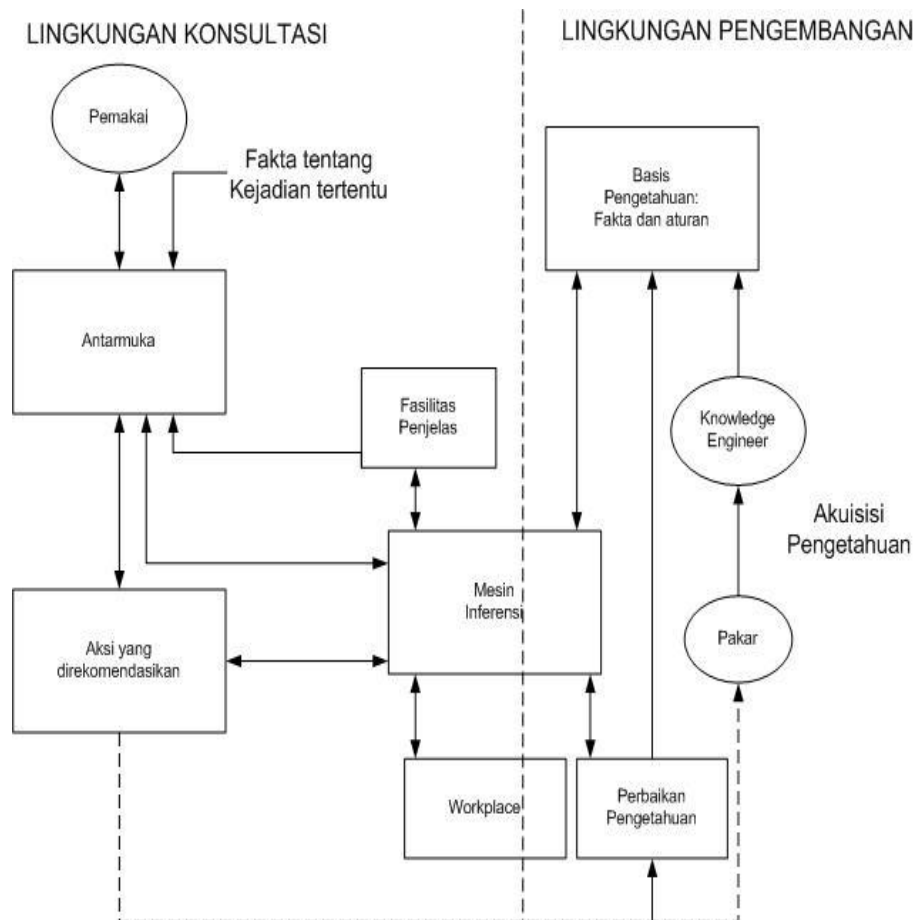 LINGKUNGAN KONSULTASI
LINGKUNGAN PENGEMBANGAN
Pemakai
Fakta tentang
Kejadian tertentu
Basis
Pengetahuan:
Fakta dan aturan
Antarmuka
Fasilitas
Penjelas
Knowledge
Engineer
Akuisisi
Pengetahuan
Mesin
Inferensi
Aksi yang
direkomendasikan
Pakar
Workplace
Perbaikan
Pengetahuan